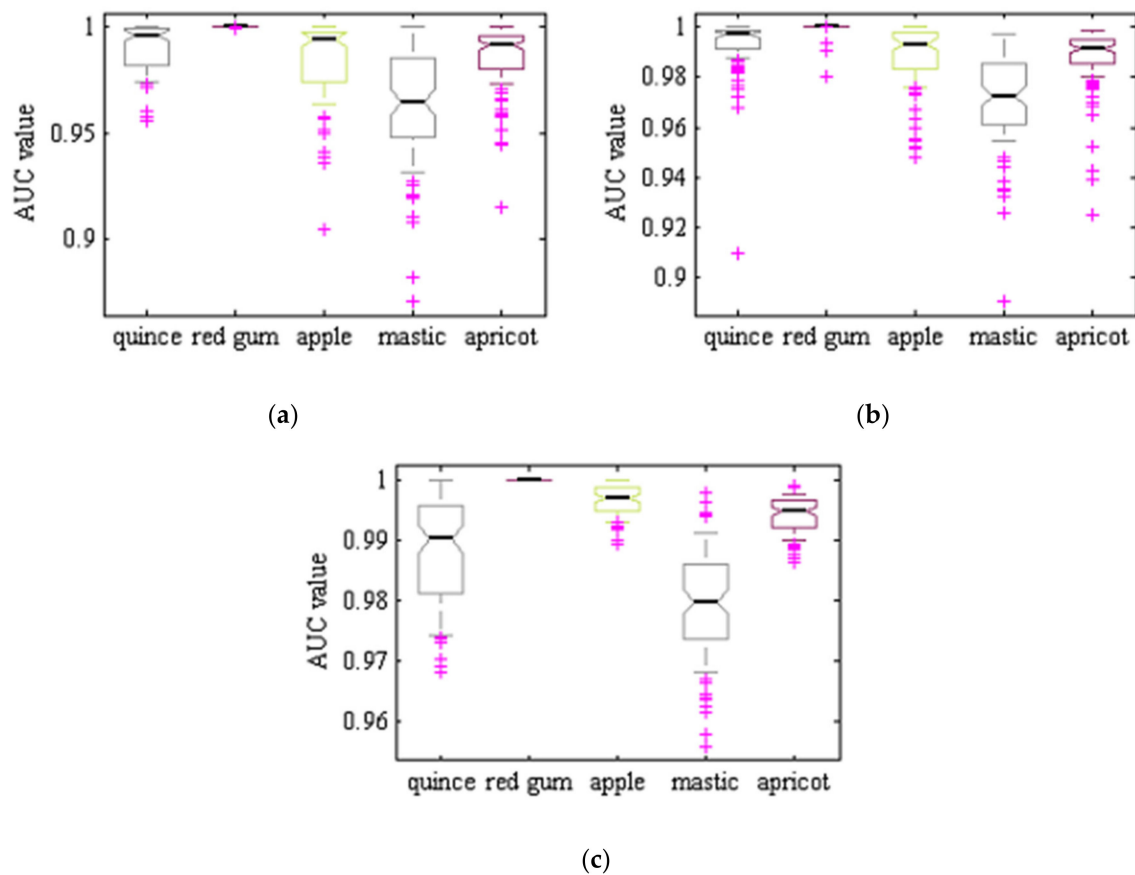 AUC value
1
0.95
0.9
quince red gum apple mastic apricot
(a)
AUC value
1
0.98
0.96
0.94
0.92
0.9
quince red gum apple mastic apricot
(b)
AUC value
1
0.99
0.98
0.97
0.96
quince red gum apple mastic apricot
(c)